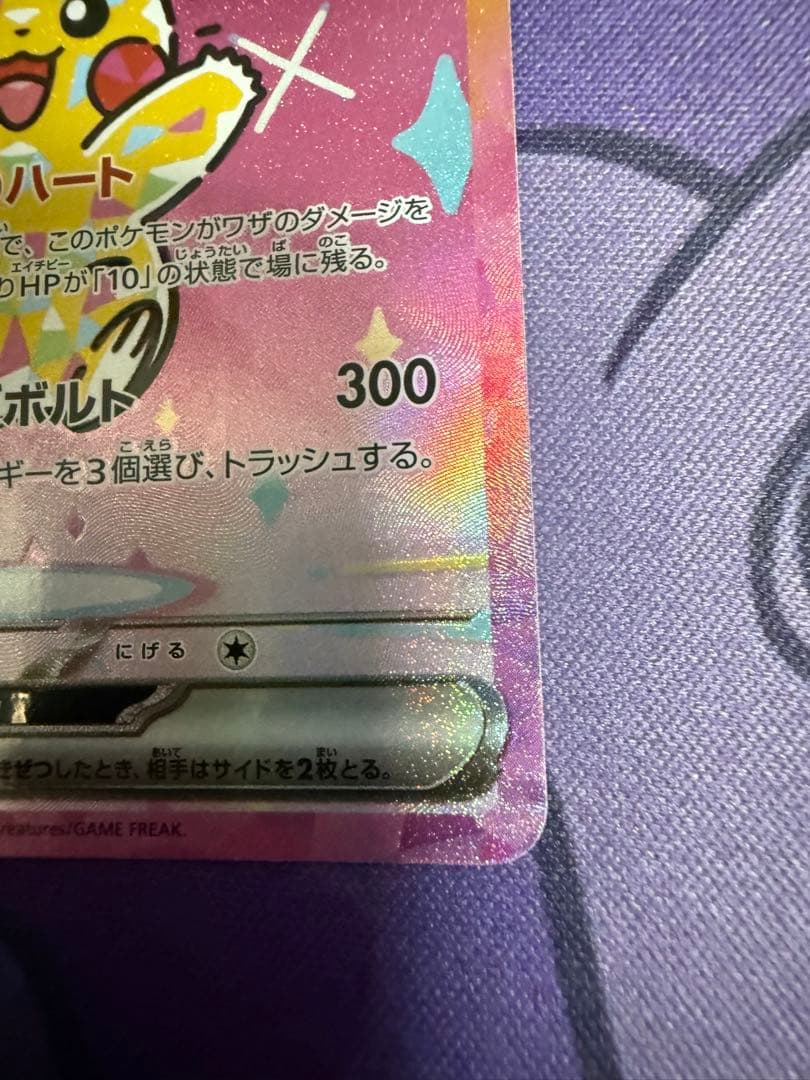 ハート
で、このポケモンがワザのダメージを
りHPが「10」の状態で場に残る。
エイチピー じょうたい ば のこ
ボルト 300
ギーを3個選び、トラッシュする。
こ えら
にげる
きぜつしたとき、相手はサイドを2枚とる。
あいて まい
reatures/GAME FREAK.